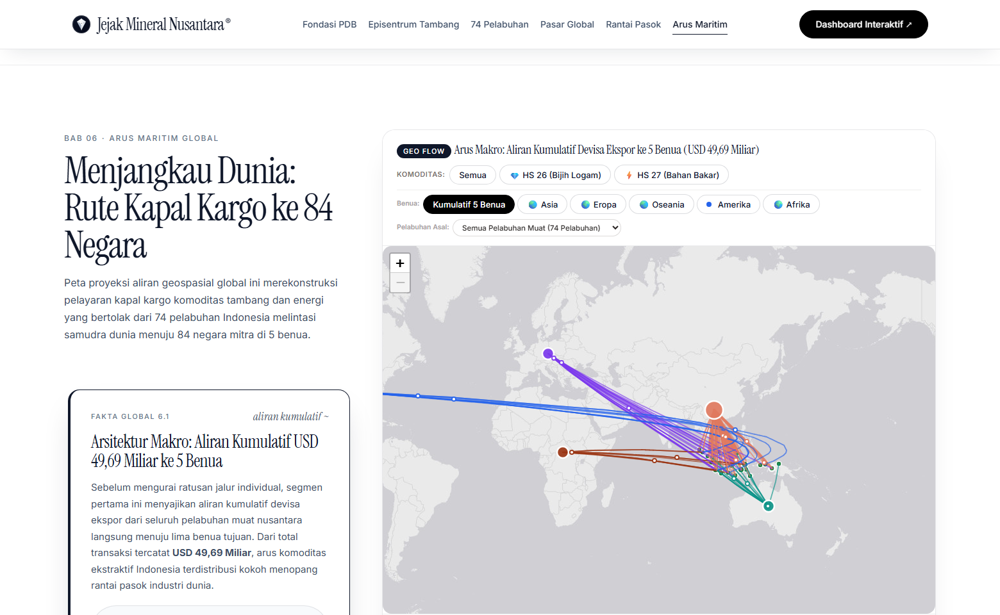 Jejak Mineral Nusantara®
Fondasi PDB
Episentrum Tambang
74 Pelabuhan
Pasar Global
Rantai Pasok
Arus Maritim
Dashboard Interaktif ↗
BAB 06 · ARUS MARITIM GLOBAL
Menjangkau Dunia:
Rute Kapal Kargo ke 84
Negara
Peta proyeksi aliran geospasial global ini merekonstruksi
pelayaran kapal kargo komoditas tambang dan energi
yang bertolak dari 74 pelabuhan Indonesia melintasi
samudra dunia menuju 84 negara mitra di 5 benua.
FAKTA GLOBAL 6.1
aliran kumulatif ~
Arsitektur Makro: Aliran Kumulatif USD
49,69 Miliar ke 5 Benua
Sebelum mengurai ratusan jalur individual, segmen
pertama ini menyajikan aliran kumulatif devisa
ekspor dari seluruh pelabuhan muat nusantara
langsung menuju lima benua tujuan. Dari total
transaksi tercatat USD 49,69 Miliar, arus komoditas
ekstraktif Indonesia terdistribusi kokoh menopang
rantai pasok industri dunia.
GEO FLOW
Arus Makro: Aliran Kumulatif Devisa Ekspor ke 5 Benua (USD 49,69 Miliar)
KOMODITAS:
Semua
HS 26 (Bijih Logam)
HS 27 (Bahan Bakar)
Benua:
Kumulatif 5 Benua
Asia
Eropa
Oseania
Amerika
Afrika
Pelabuhan Asal:
Semua Pelabuhan Muat (74 Pelabuhan)
+
−